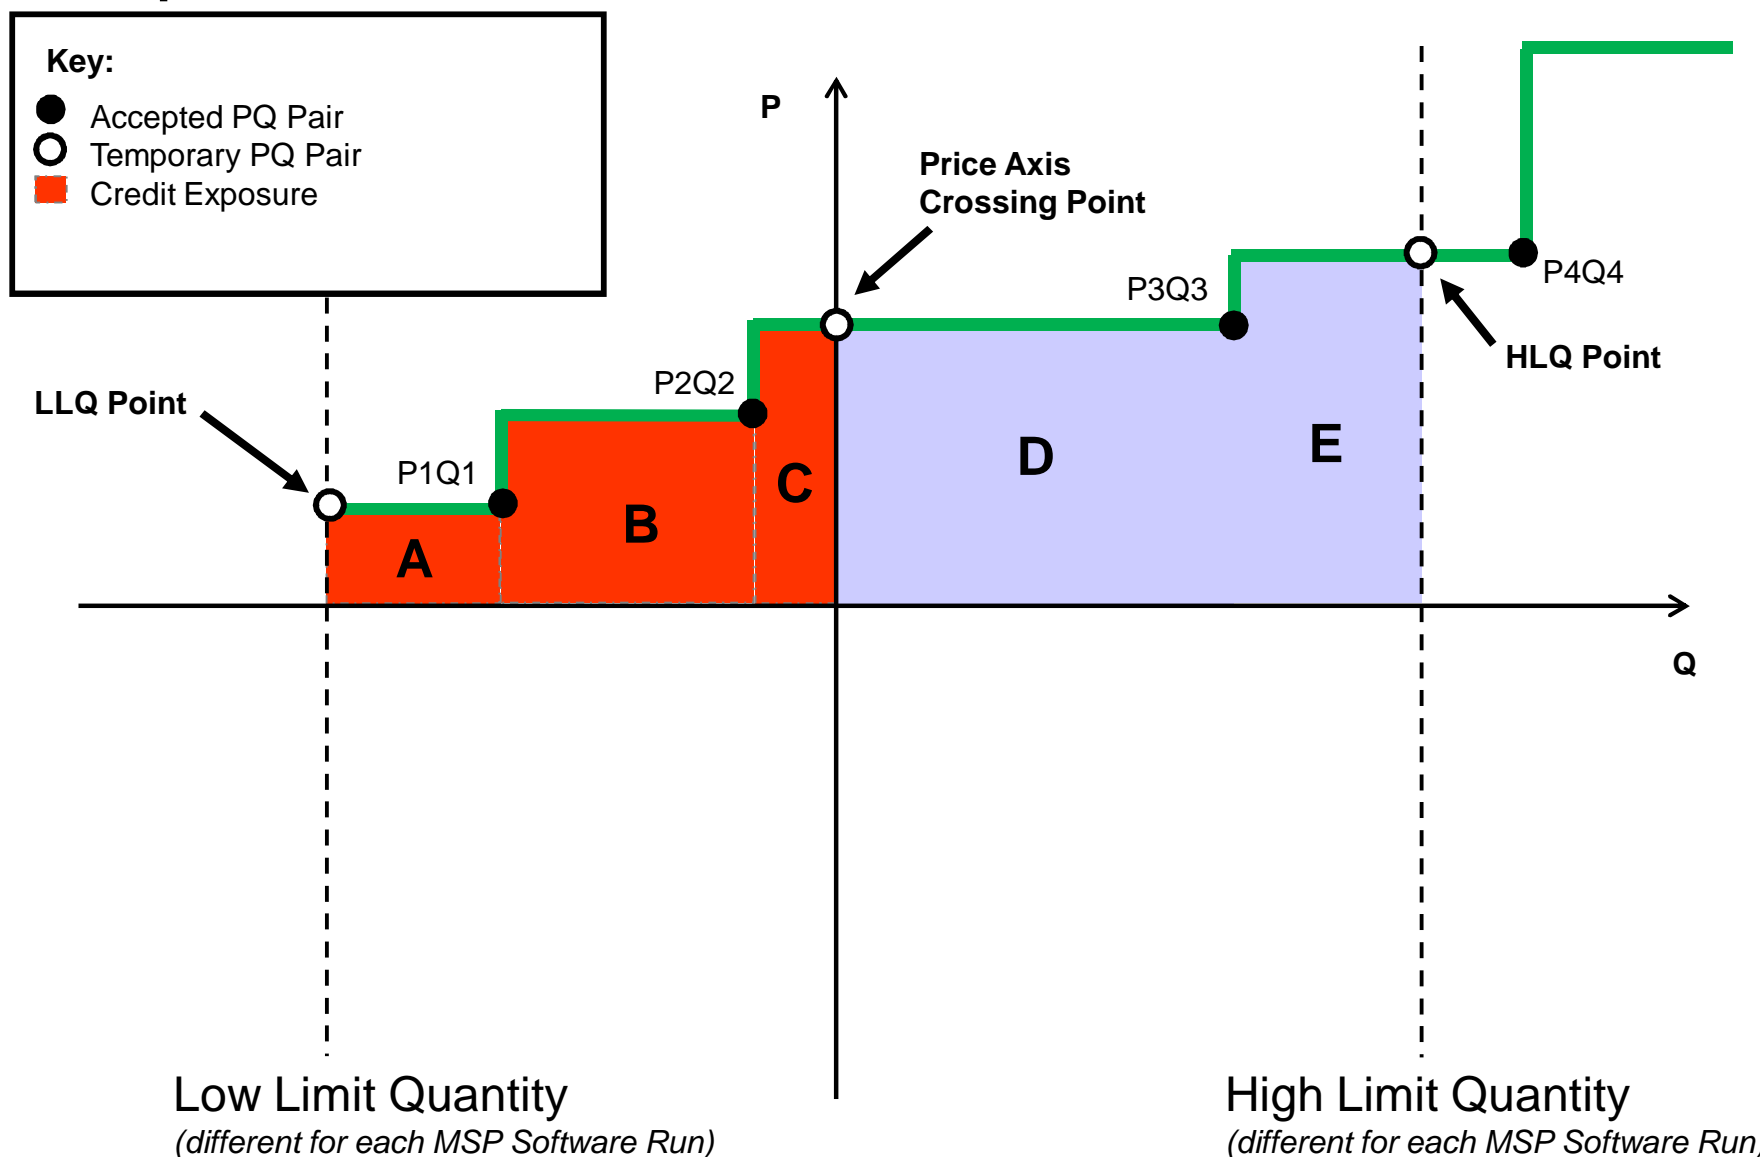 Key:
Accepted PQ Pair
Temporary PQ Pair
Credit Exposure
P
Price Axis
Crossing Point
P3Q3
P4Q4
HLQ Point
P2Q2
LLQ Point
P1Q1
A
B
C
D
E
Q
Low Limit Quantity
(different for each MSP Software Run)
High Limit Quantity
(different for each MSP Software Run)